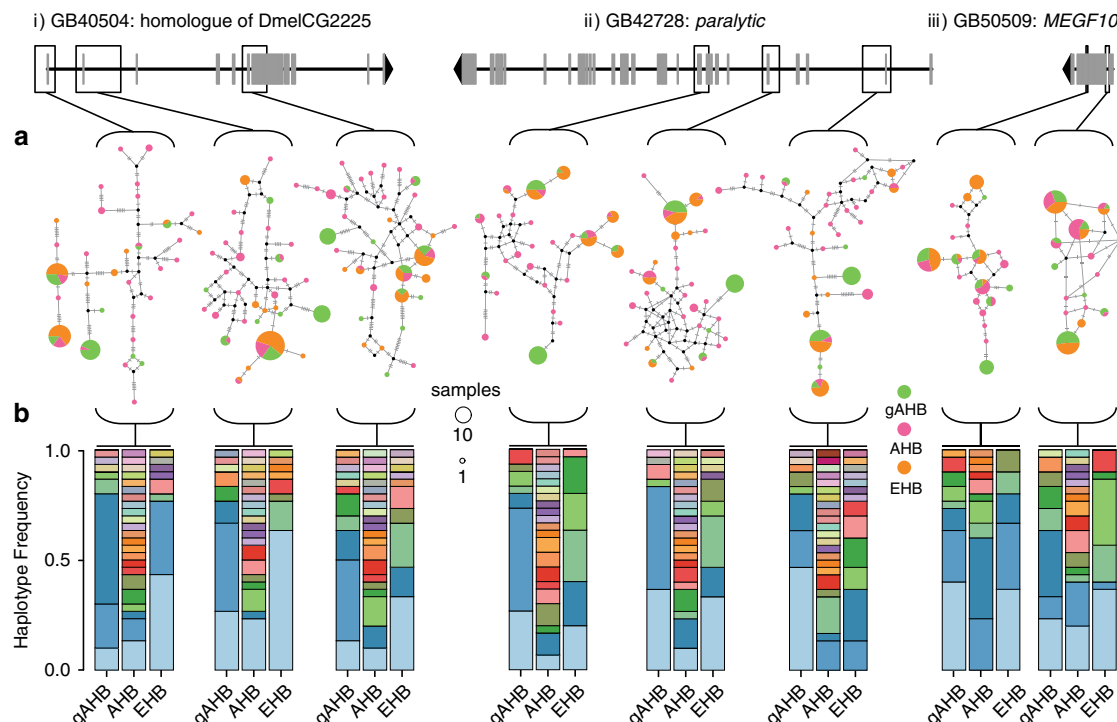 i) GB40504: homologue of DmelCG2225
ii) GB42728: paralytic
iii) GB50509: MEGF10
a
samples
10
1
gAHB
AHB
EHB
b
Haplotype Frequency
1.0
0.5
0.0
gAHB AHB EHB gAHB AHB EHB gAHB AHB EHB gAHB AHB EHB gAHB AHB EHB gAHB AHB EHB gAHB AHB EHB gAHB AHB EHB